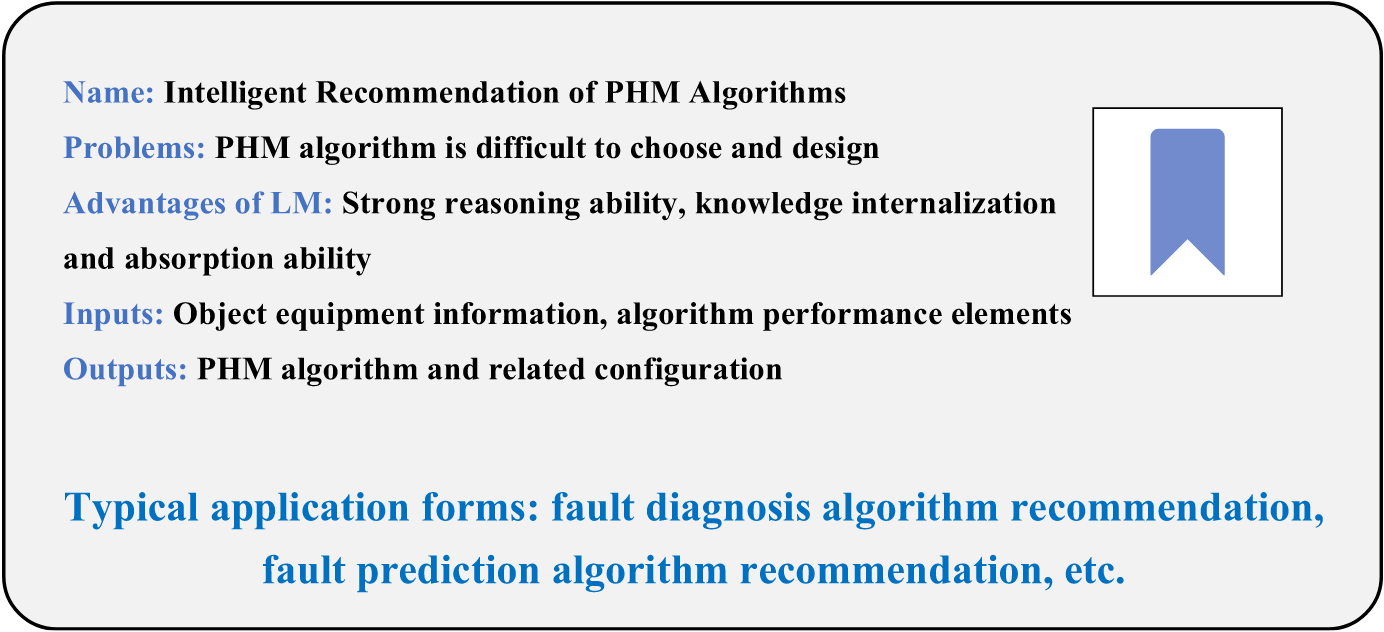 Name: Intelligent Recommendation of PHM Algorithms
Problems: PHM algorithm is difficult to choose and design
Advantages of LM: Strong reasoning ability, knowledge internalization
and absorption ability
Inputs: Object equipment information, algorithm performance elements
Outputs: PHM algorithm and related configuration
Typical application forms: fault diagnosis algorithm recommendation,
fault prediction algorithm recommendation, etc.